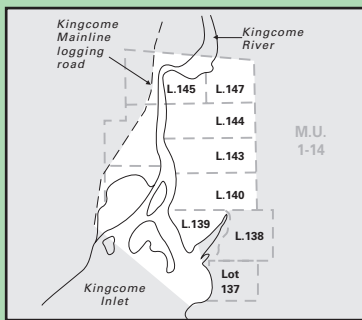 Kingcome
Mainline
logging
road
Kingcome
River
L.145
L.147
L.144
M.U.
1-14
L.143
L.140
L.139
L.138
Lot
137
Kingcome
Inlet